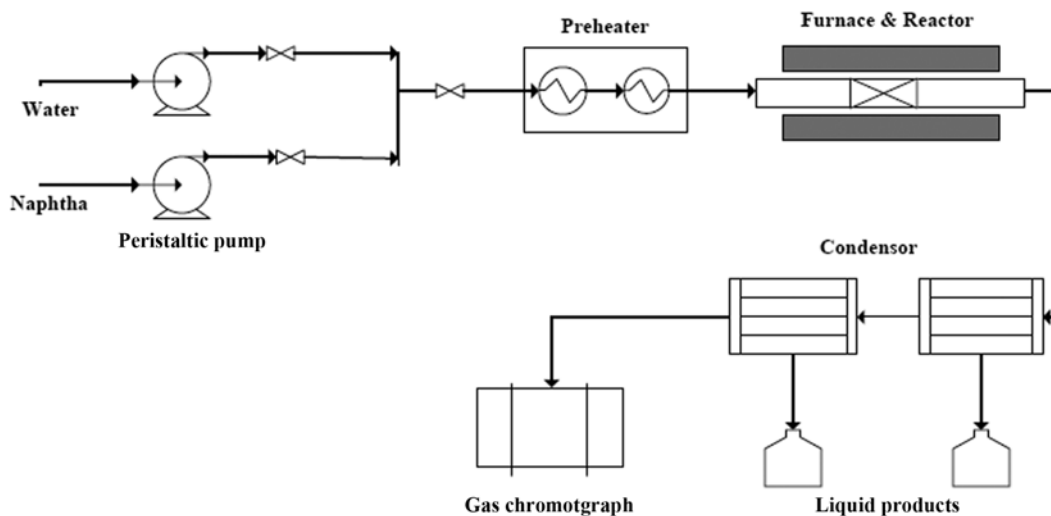 Preheater
Furnace & Reactor
Water
Naphtha
Peristaltic pump
Condensor
Gas chromotgraph
Liquid products